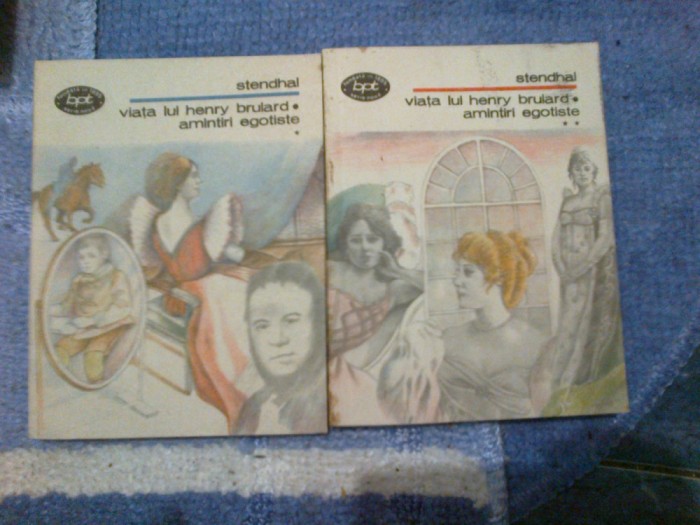 bpt
stendhal
viața lui henry brulard •
amintiri egotiste
•
bpt
stendhal
viața lui henry brulard •
amintiri egotiste
• •